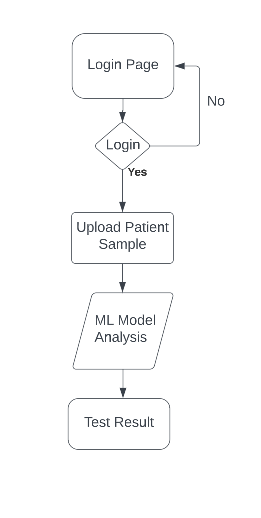 Login Page
No
Login
Yes
Upload Patient
Sample
ML Model
Analysis
Test Result